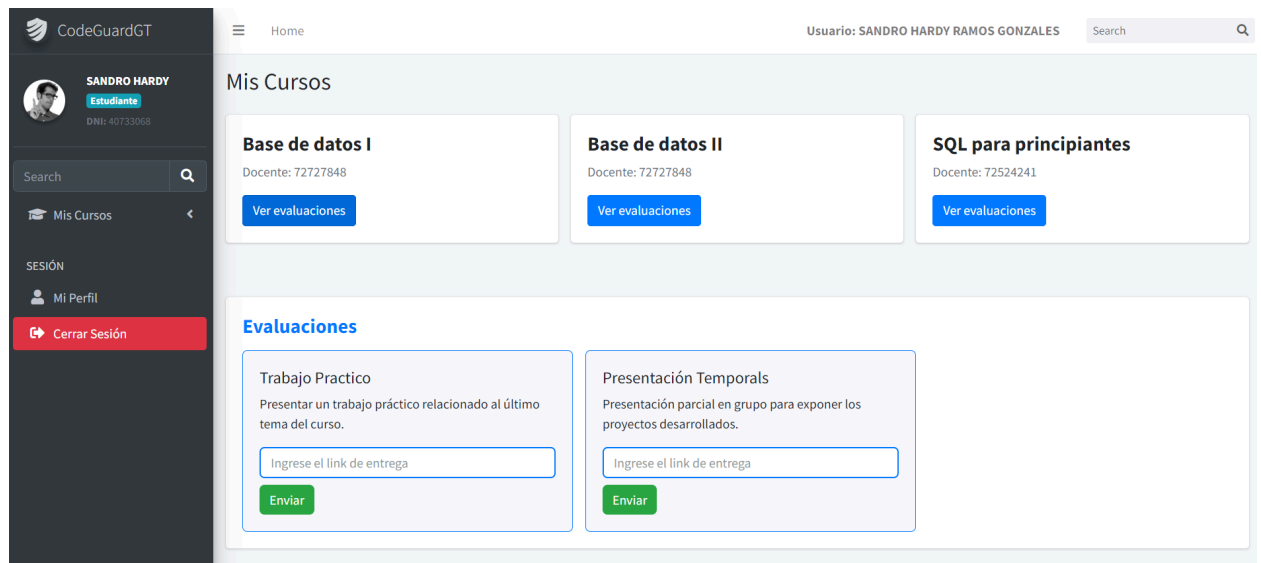 CodeGuardGT
Home
Usuario: SANDRO HARDY RAMOS GONZALES
Search
SANDRO HARDY
Estudiante
DNI: 40733068
Search
Mis Cursos
SESIÓN
Mi Perfil
Cerrar Sesión
Mis Cursos
Base de datos I
Docente: 72727848
Ver evaluaciones
Base de datos II
Docente: 72727848
Ver evaluaciones
SQL para principiantes
Docente: 72524241
Ver evaluaciones
Evaluaciones
Trabajo Practico
Presentar un trabajo práctico relacionado al último
tema del curso.
Ingrese el link de entrega
Enviar
Presentación Temporals
Presentación parcial en grupo para exponer los
proyectos desarrollados.
Ingrese el link de entrega
Enviar